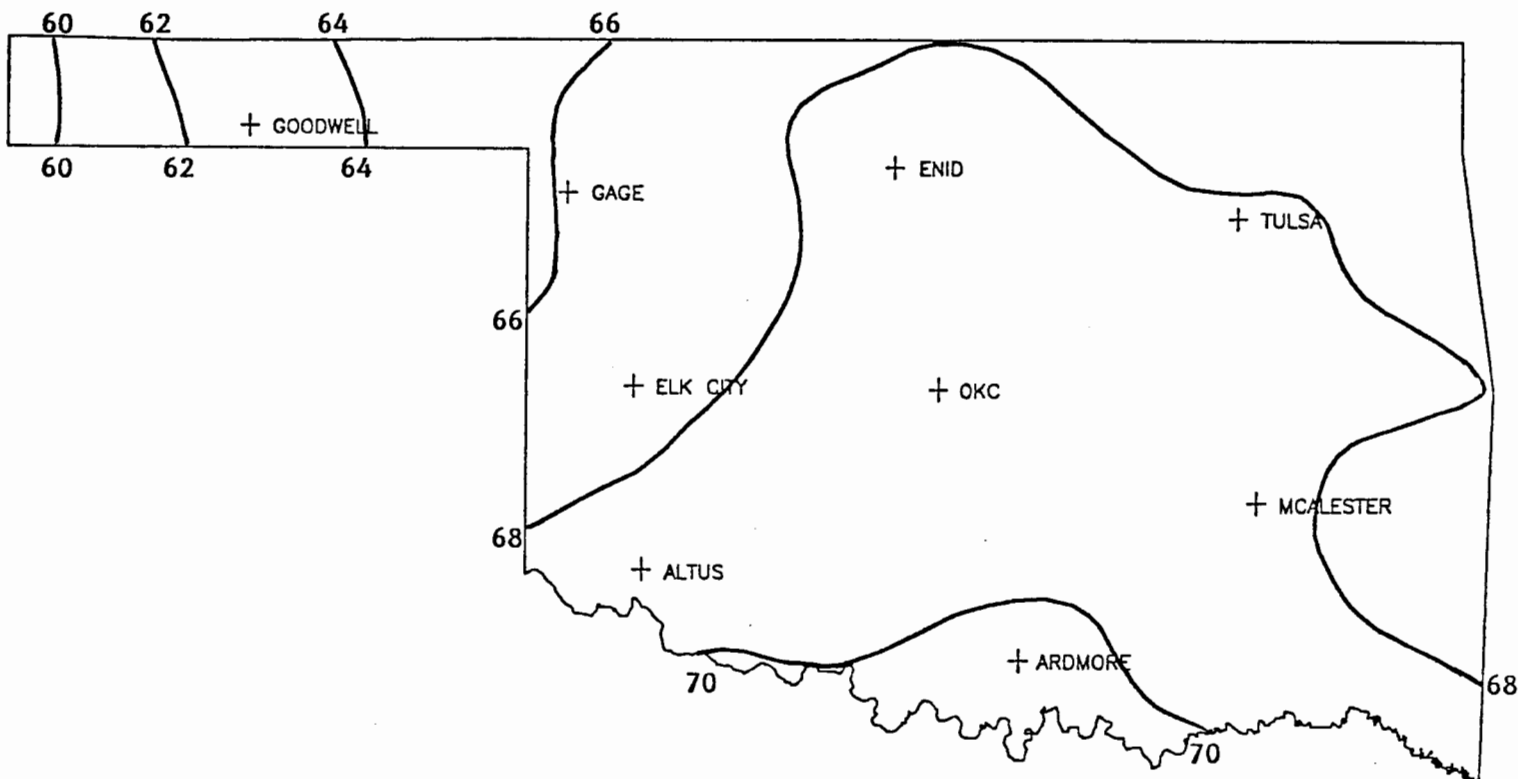 60 62 64 66
GOODWELL
60 62 64
GAGE
ENID
TULSA
66
ELK CITY
OKC
MCALESTER
68
ALTUS
ARDMORE
70
68
70